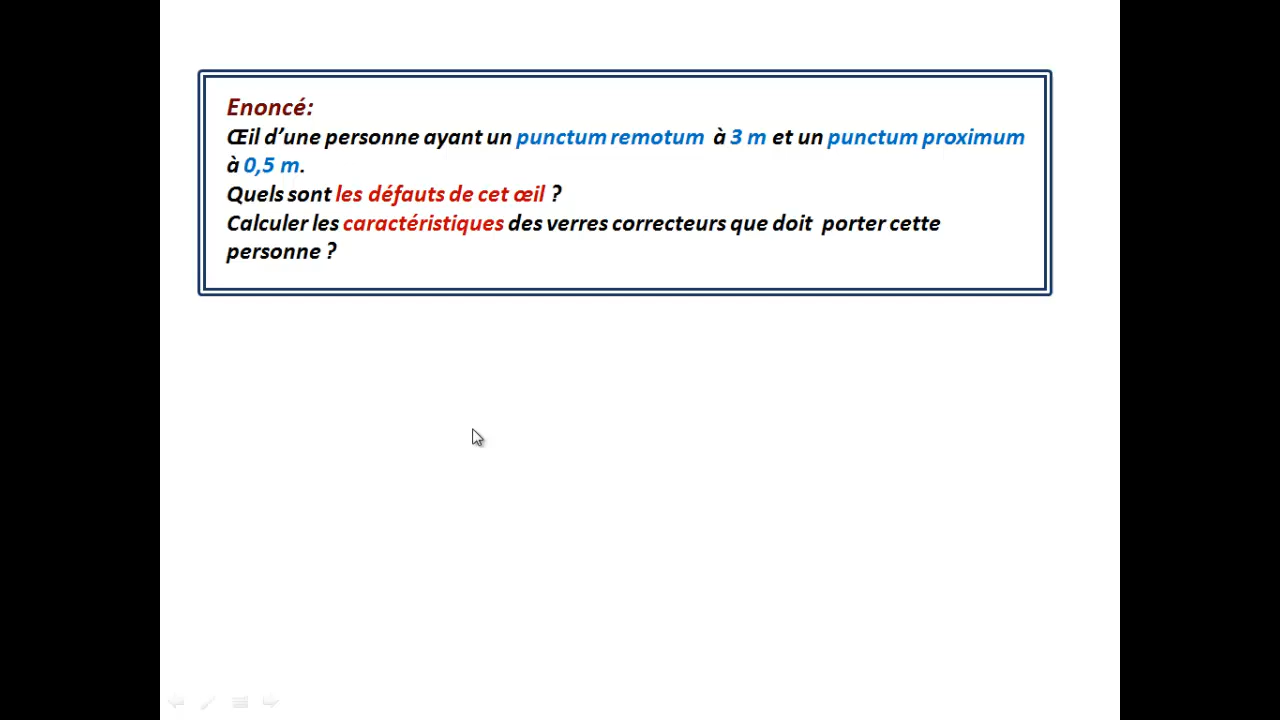 Enoncé:
Œil d’une personne ayant un punctum remotum à 3 m et un punctum proximum
à 0,5 m.
Quels sont les défauts de cet œil ?
Calculer les caractéristiques des verres correcteurs que doit porter cette
personne ?